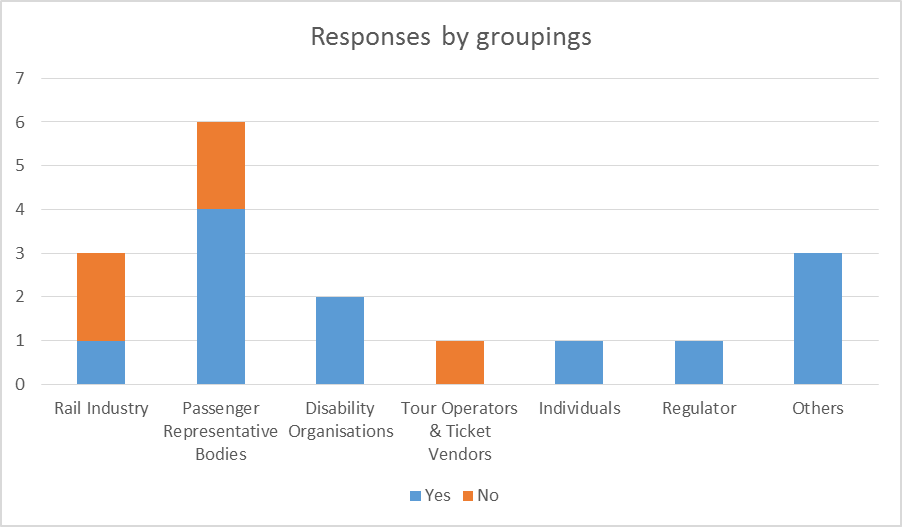 Responses by groupings
7
6
5
4
3
2
1
0
Rail Industry
Passenger
Representative
Bodies
Disability
Organisations
Tour Operators
& Ticket
Vendors
Individuals
Regulator
Others
Yes
No